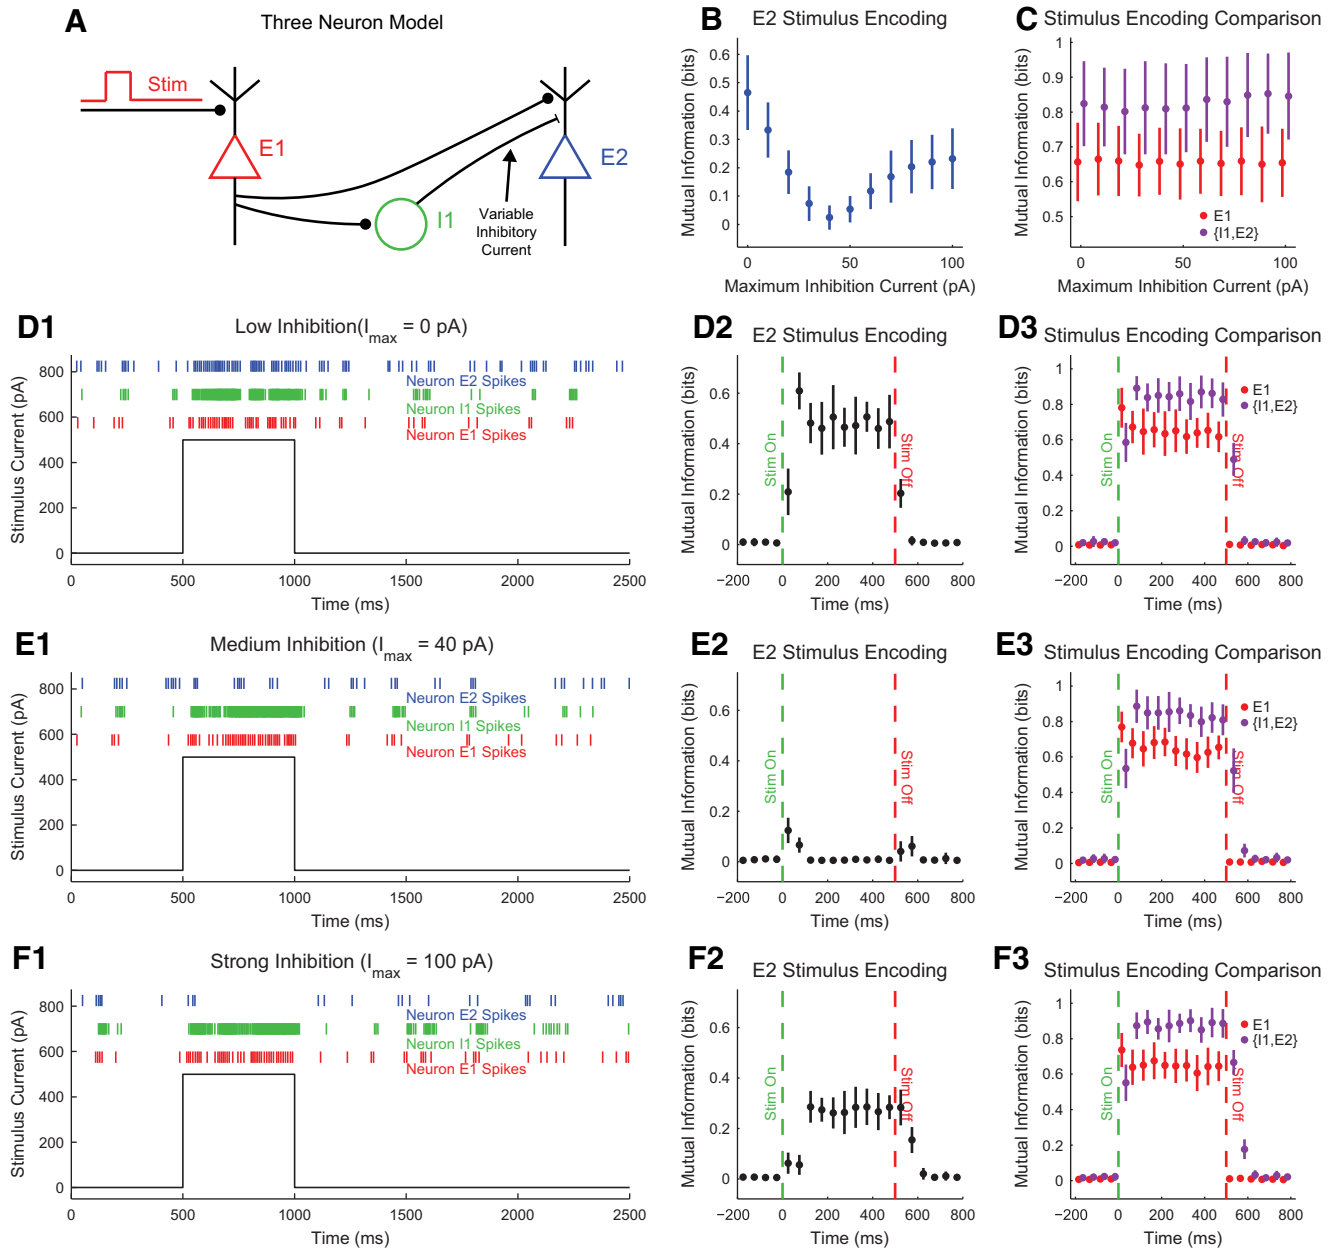 A
Three Neuron Model
Stim
E1
E2
I1
Variable
Inhibitory
Current
B
E2 Stimulus Encoding
Mutual Information (bits)
0.6
0.5
0.4
0.3
0.2
0.1
0
0 50 100
Maximum Inhibition Current (pA)
C
Stimulus Encoding Comparison
Mutual Information (bits)
1
0.9
0.8
0.7
0.6
0.5
E1
{I1,E2}
0 50 100
Maximum Inhibition Current (pA)
D1
Low Inhibition(Imax = 0 pA)
Stimulus Current (pA)
800
600
400
200
0
Neuron E2 Spikes
Neuron I1 Spikes
Neuron E1 Spikes
0 500 1000 1500 2000 2500
Time (ms)
D2
E2 Stimulus Encoding
Mutual Information (bits)
0.6
0.4
0.2
0
Stim On
Stim Off
−200 0 200 400 600 800
Time (ms)
D3
Stimulus Encoding Comparison
Mutual Information (bits)
1
0.8
0.6
0.4
0.2
0
E1
{I1,E2}
Stim On
Stim Off
−200 0 200 400 600 800
Time (ms)
E1
Medium Inhibition (Imax = 40 pA)
Stimulus Current (pA)
800
600
400
200
0
Neuron E2 Spikes
Neuron I1 Spikes
Neuron E1 Spikes
0 500 1000 1500 2000 2500
Time (ms)
E2
E2 Stimulus Encoding
Mutual Information (bits)
0.6
0.4
0.2
0
Stim On
Stim Off
−200 0 200 400 600 800
Time (ms)
E3
Stimulus Encoding Comparison
Mutual Information (bits)
1
0.8
0.6
0.4
0.2
0
E1
{I1,E2}
Stim On
Stim Off
−200 0 200 400 600 800
Time (ms)
F1
Strong Inhibition (Imax = 100 pA)
Stimulus Current (pA)
800
600
400
200
0
Neuron E2 Spikes
Neuron I1 Spikes
Neuron E1 Spikes
0 500 1000 1500 2000 2500
Time (ms)
F2
E2 Stimulus Encoding
Mutual Information (bits)
0.6
0.4
0.2
0
Stim On
Stim Off
−200 0 200 400 600 800
Time (ms)
F3
Stimulus Encoding Comparison
Mutual Information (bits)
1
0.8
0.6
0.4
0.2
0
E1
{I1,E2}
Stim On
Stim Off
−200 0 200 400 600 800
Time (ms)